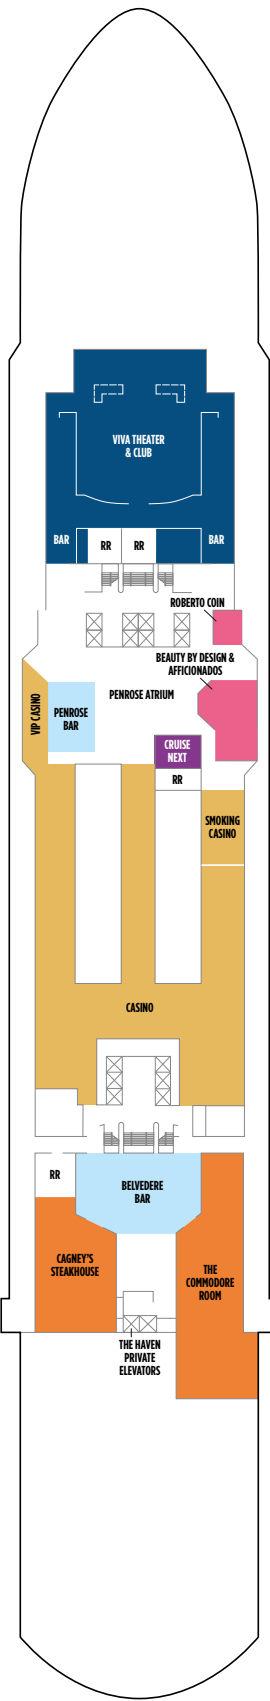 VIVA THEATER
& CLUB
BAR
RR
RR
BAR
ROBERTO COIN
BEAUTY BY DESIGN &
AFFICIONADOS
PENROSE ATRIUM
VIP CASINO
PENROSE
BAR
CRUISE
NEXT
RR
SMOKING
CASINO
CASINO
RR
BELVEDERE
BAR
CAGNEY'S
STEAKHOUSE
THE
COMMODORE
ROOM
THE HAVEN
PRIVATE
ELEVATORS